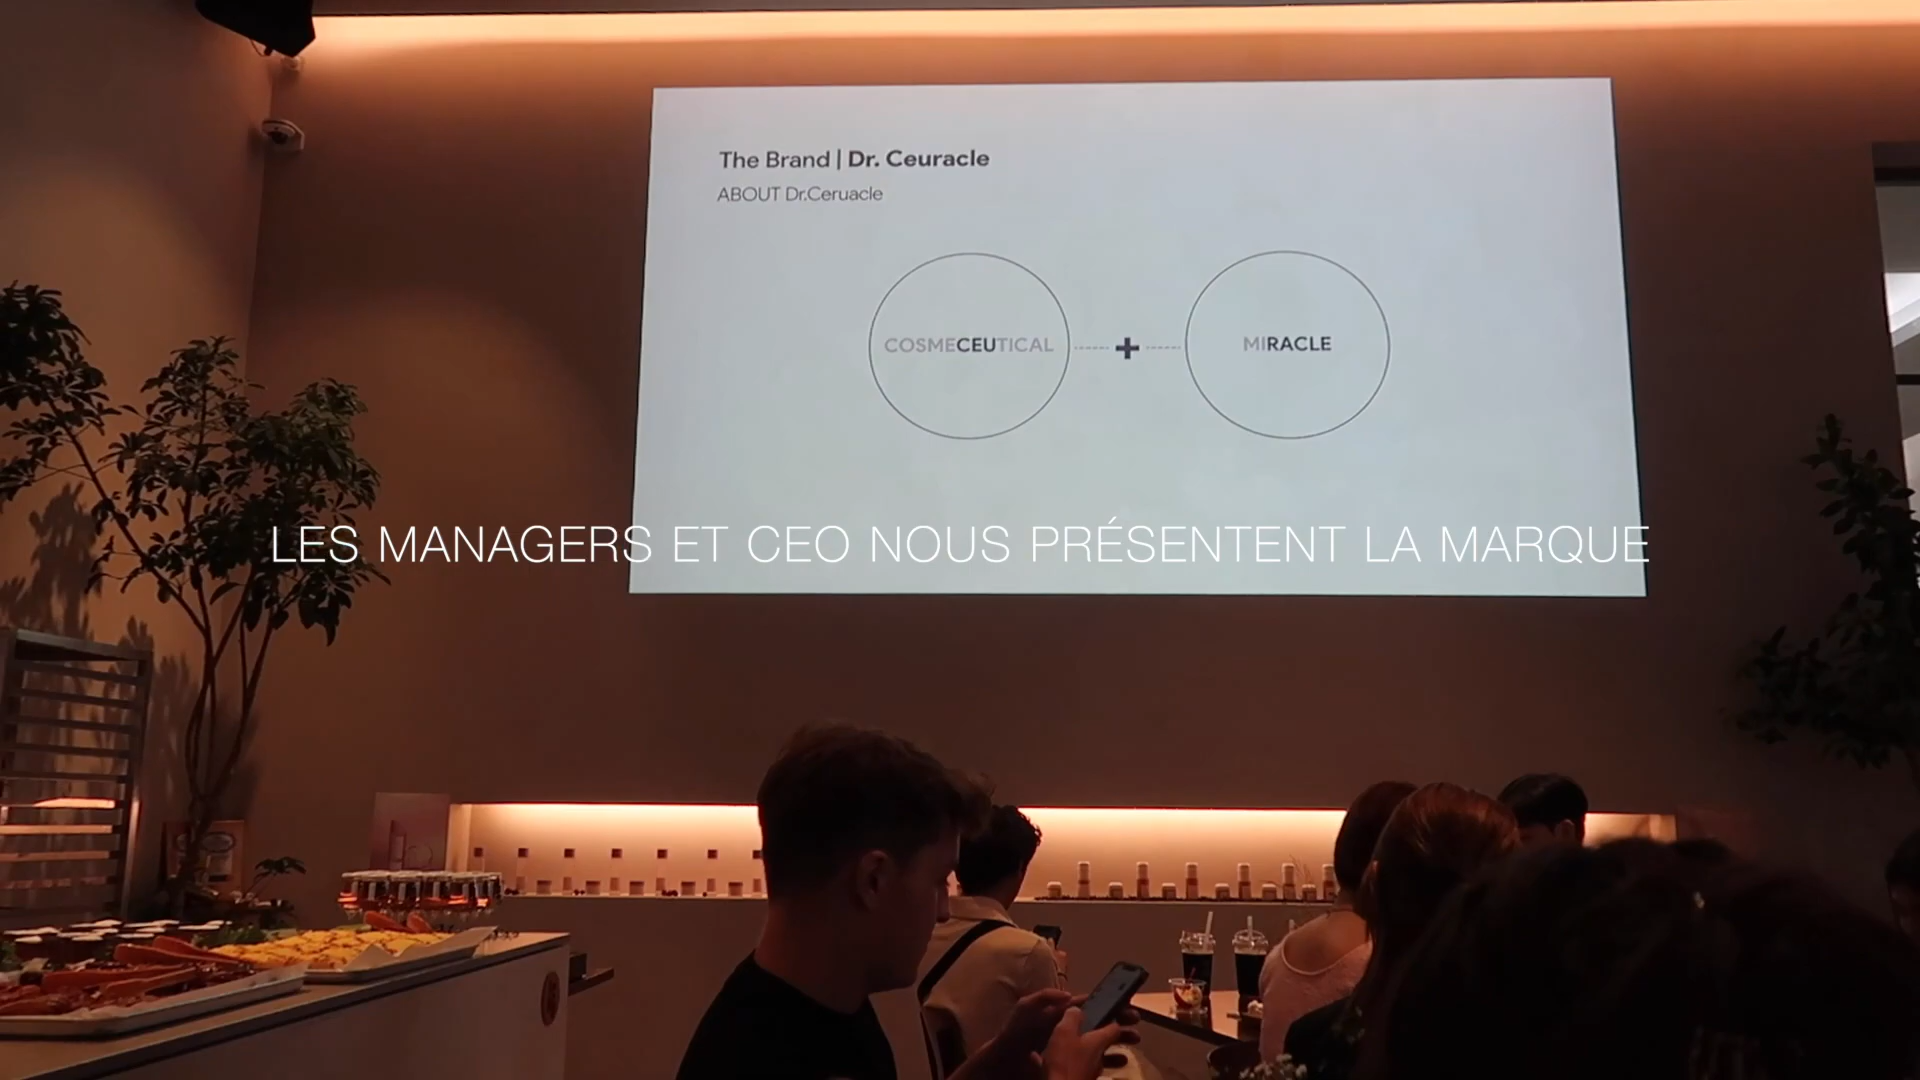 The Brand | Dr. Ceuracle
ABOUT Dr.Ceruacle
COSMECEUTICAL + MIRACLE
LES MANAGERS ET CEO NOUS PRÉSENTENT LA MARQUE